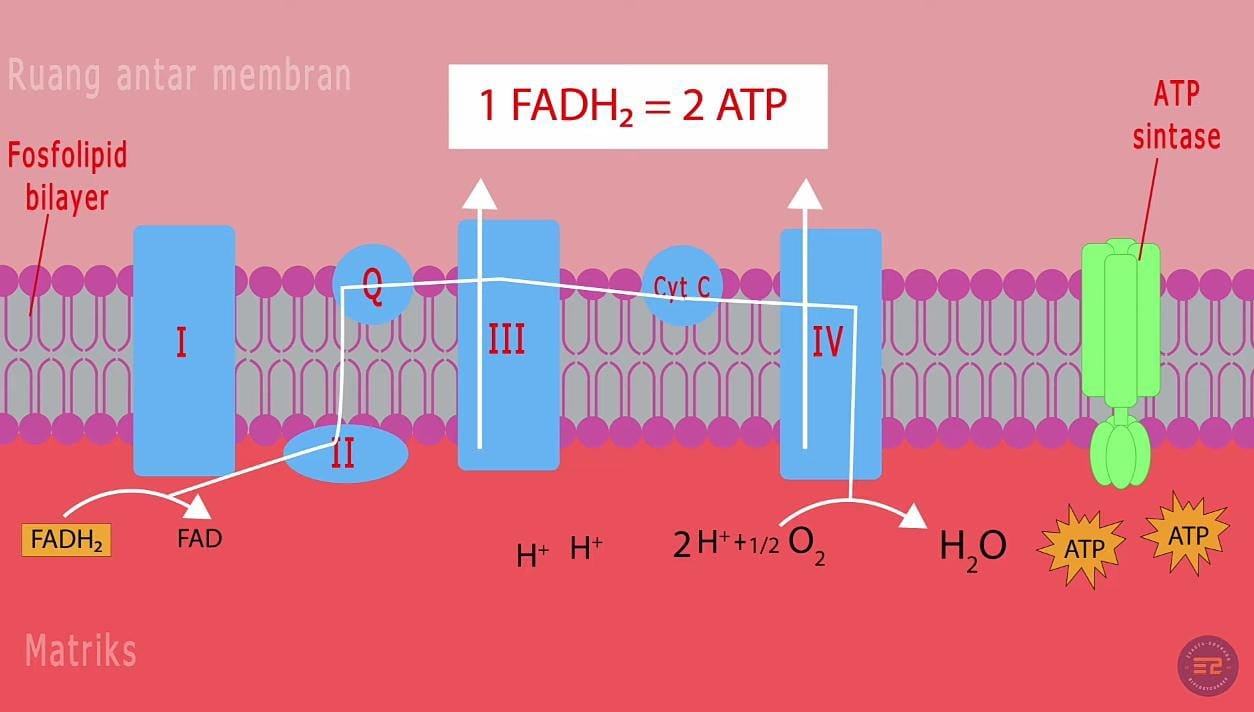 Ruang antar membran
1 FADH₂ = 2 ATP
ATP
sintase
Fosfolipid
bilayer
I
Q
II
III
Cyt C
IV
FADH₂
FAD
H⁺ H⁺
2 H⁺ + 1/2 O₂
H₂O
ATP
ATP
Matriks